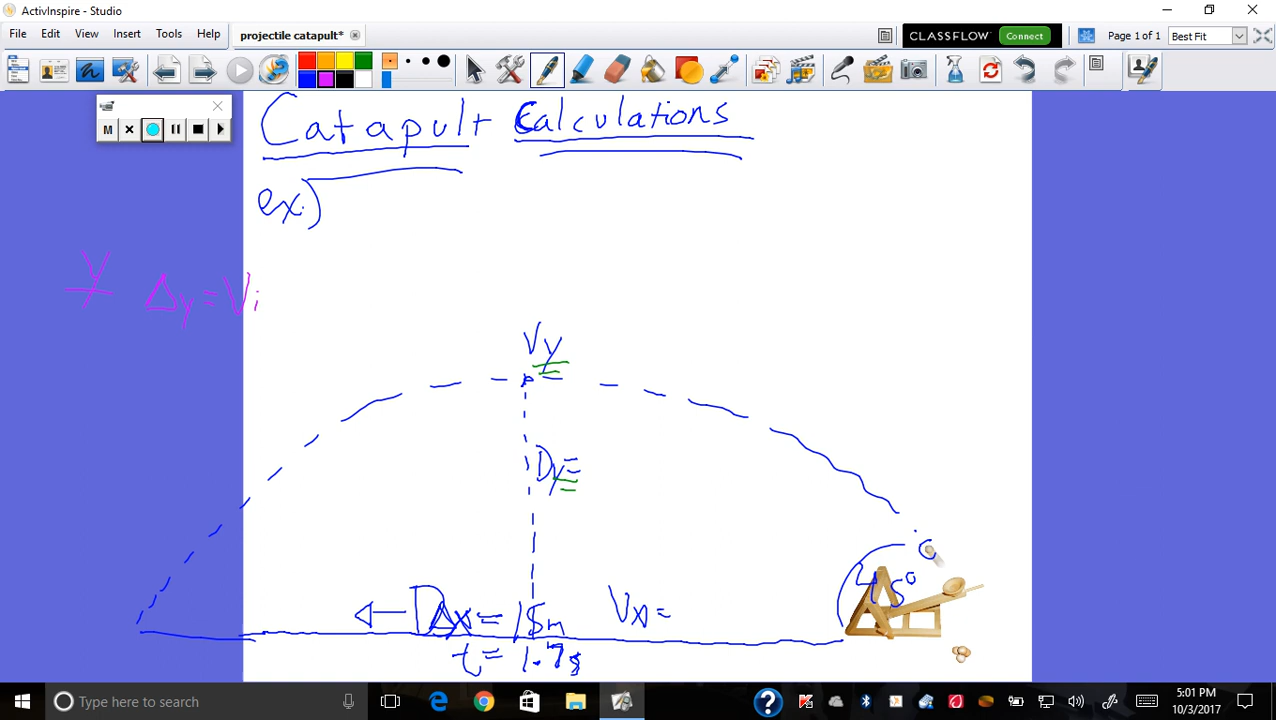 ActivInspire - Studio
File Edit View Insert Tools Help
projectile catapult*
CLASSFLOW Connect
Page 1 of 1
Best Fit
M
Catapult Calculations
ex.)
Y Δy = Vi
Vy
Dy =
45°
DΔx = 15m
Vx =
t = 1.7s
Type here to search
5:01 PM
10/3/2017